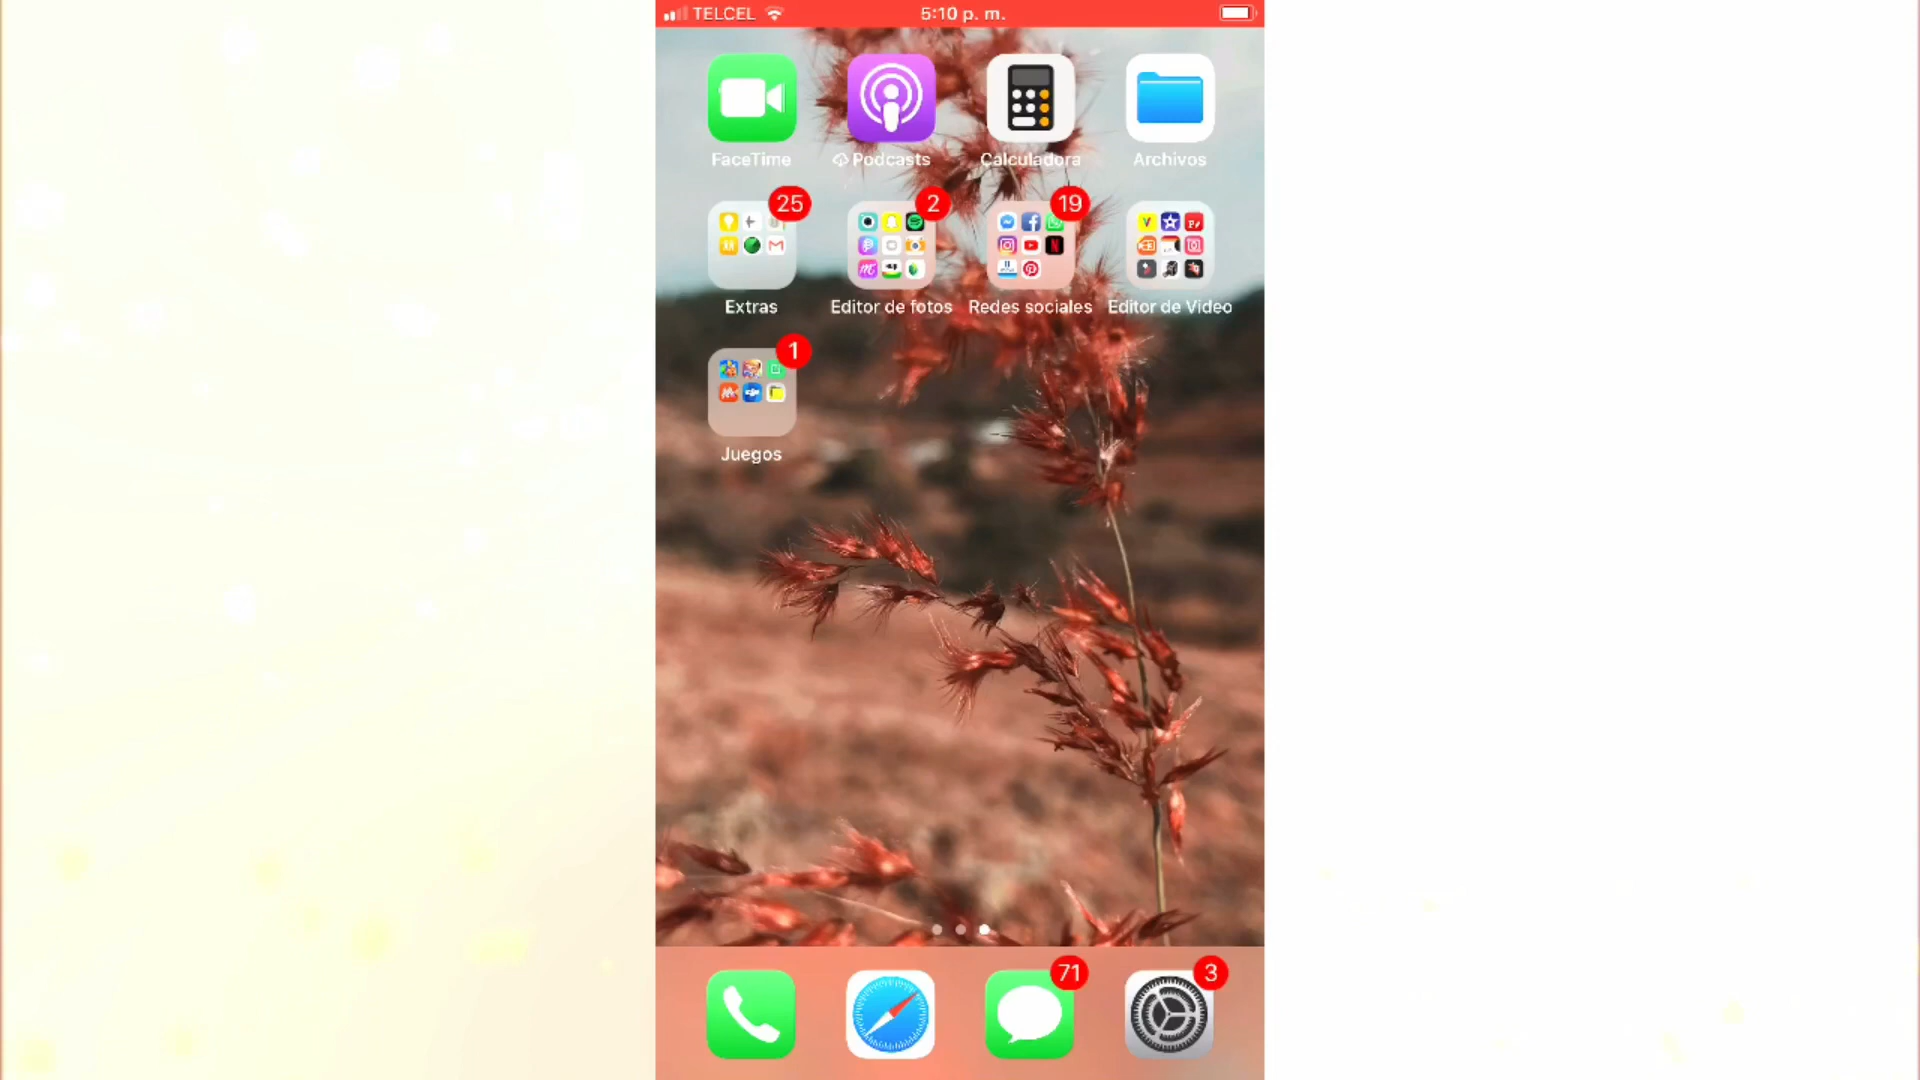 TELCEL 5:10 p. m.
FaceTime Podcasts Calculadora Archivos
25 2 19
Extras Editor de fotos Redes sociales Editor de Video
1
Juegos
71 3